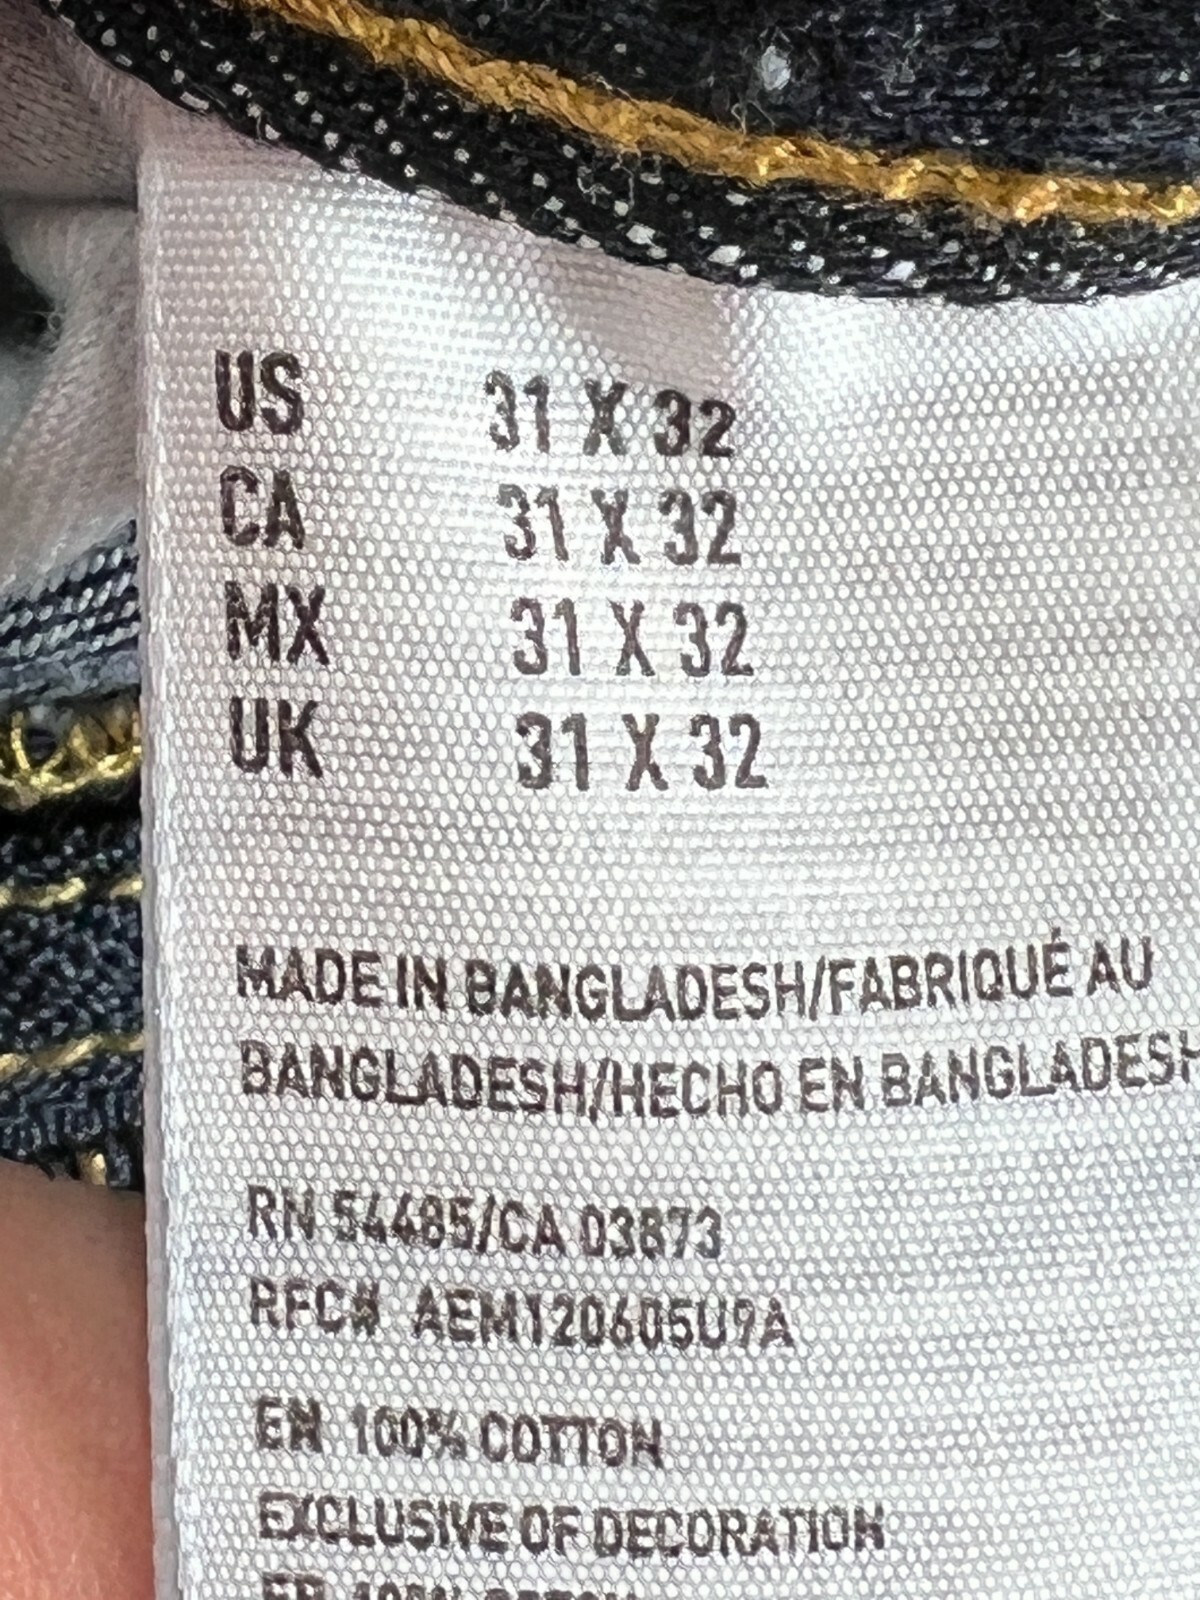 US 31 X 32
CA 31 X 32
MX 31 X 32
UK 31 X 32
MADE IN BANGLADESH/FABRIQUÉ AU
BANGLADESH/HECHO EN BANGLADESH
RN 54485/CA 03873
RFC# AEM120605U9A
EN 100% COTTON
EXCLUSIVE OF DECORATION